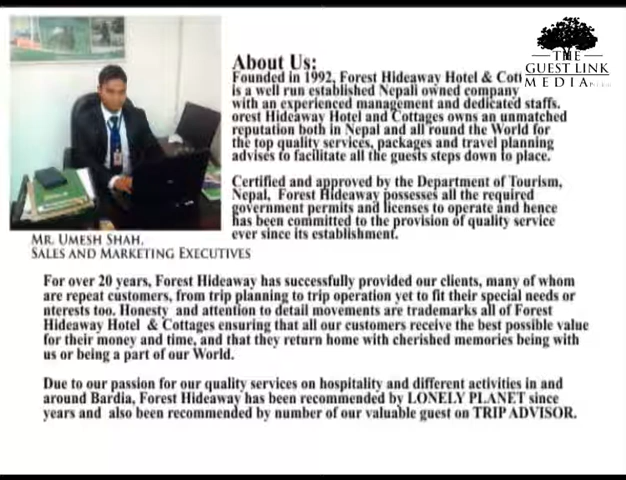 THE
GUEST LINK
MEDIA
About Us:
Founded in 1992, Forest Hideaway Hotel & Cott
is a well run established Nepali owned company
with an experienced management and dedicated staffs.
orest Hideaway Hotel and Cottages owns an unmatched
reputation both in Nepal and all round the World for
the top quality services, packages and travel planning
advises to facilitate all the guests steps down to place.
Certified and approved by the Department of Tourism,
Nepal, Forest Hideaway possesses all the required
government permits and licenses to operate and hence
has been committed to the provision of quality service
ever since its establishment.
MR. UMESH SHAH,
SALES AND MARKETING EXECUTIVES
For over 20 years, Forest Hideaway has successfully provided our clients, many of whom
are repeat customers, from trip planning to trip operation yet to fit their special needs or
nterests too. Honesty and attention to detail movements are trademarks all of Forest
Hideaway Hotel & Cottages ensuring that all our customers receive the best possible value
for their money and time, and that they return home with cherished memories being with
us or being a part of our World.
Due to our passion for our quality services on hospitality and different activities in and
around Bardia, Forest Hideaway has been recommended by LONELY PLANET since
years and also been recommended by number of our valuable guest on TRIP ADVISOR.